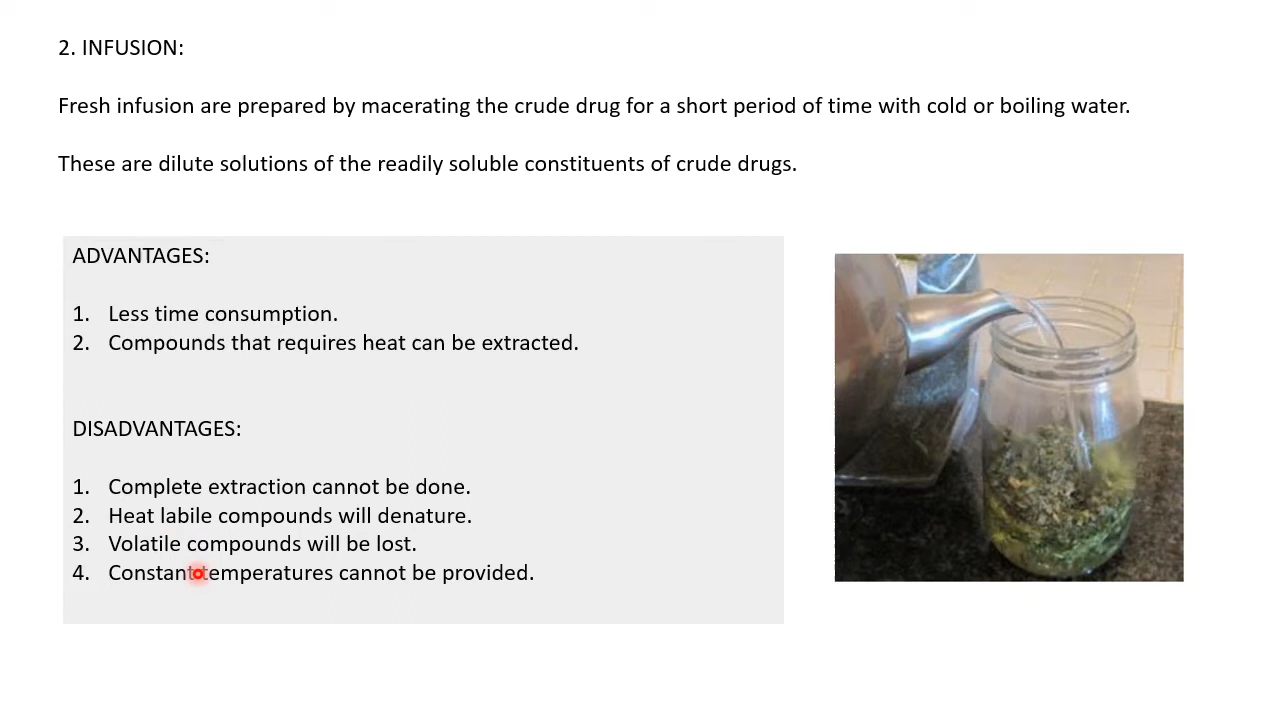 2. INFUSION:
Fresh infusion are prepared by macerating the crude drug for a short period of time with cold or boiling water.
These are dilute solutions of the readily soluble constituents of crude drugs.
ADVANTAGES:
1. Less time consumption.
2. Compounds that requires heat can be extracted.
DISADVANTAGES:
1. Complete extraction cannot be done.
2. Heat labile compounds will denature.
3. Volatile compounds will be lost.
4. Constant temperatures cannot be provided.